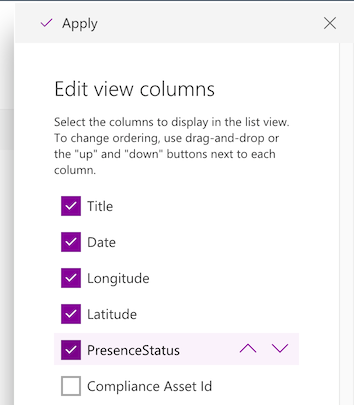 Apply
Edit view columns
Select the columns to display in the list view.
To change ordering, use drag-and-drop or
the "up" and "down" buttons next to each
column.
Title
Date
Longitude
Latitude
PresenceStatus
Compliance Asset Id